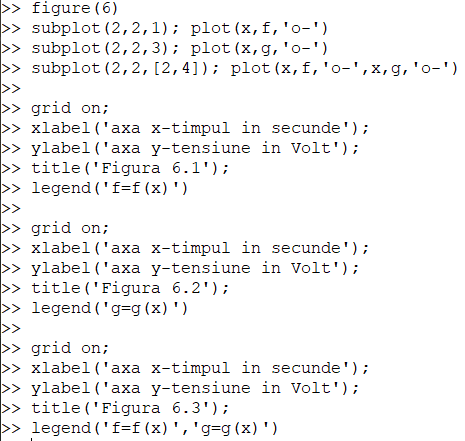 >> figure(6)
>> subplot(2,2,1); plot(x,f,'o-')
>> subplot(2,2,3); plot(x,g,'o-')
>> subplot(2,2,[2,4]); plot(x,f,'o-',x,g,'o-')
>>
>> grid on;
>> xlabel('axa x-timpul in secunde');
>> ylabel('axa y-tensiune in Volt');
>> title('Figura 6.1');
>> legend('f=f(x)')
>>
>> grid on;
>> xlabel('axa x-timpul in secunde');
>> ylabel('axa y-tensiune in Volt');
>> title('Figura 6.2');
>> legend('g=g(x)')
>>
>> grid on;
>> xlabel('axa x-timpul in secunde');
>> ylabel('axa y-tensiune in Volt');
>> title('Figura 6.3');
>> legend('f=f(x)','g=g(x)')